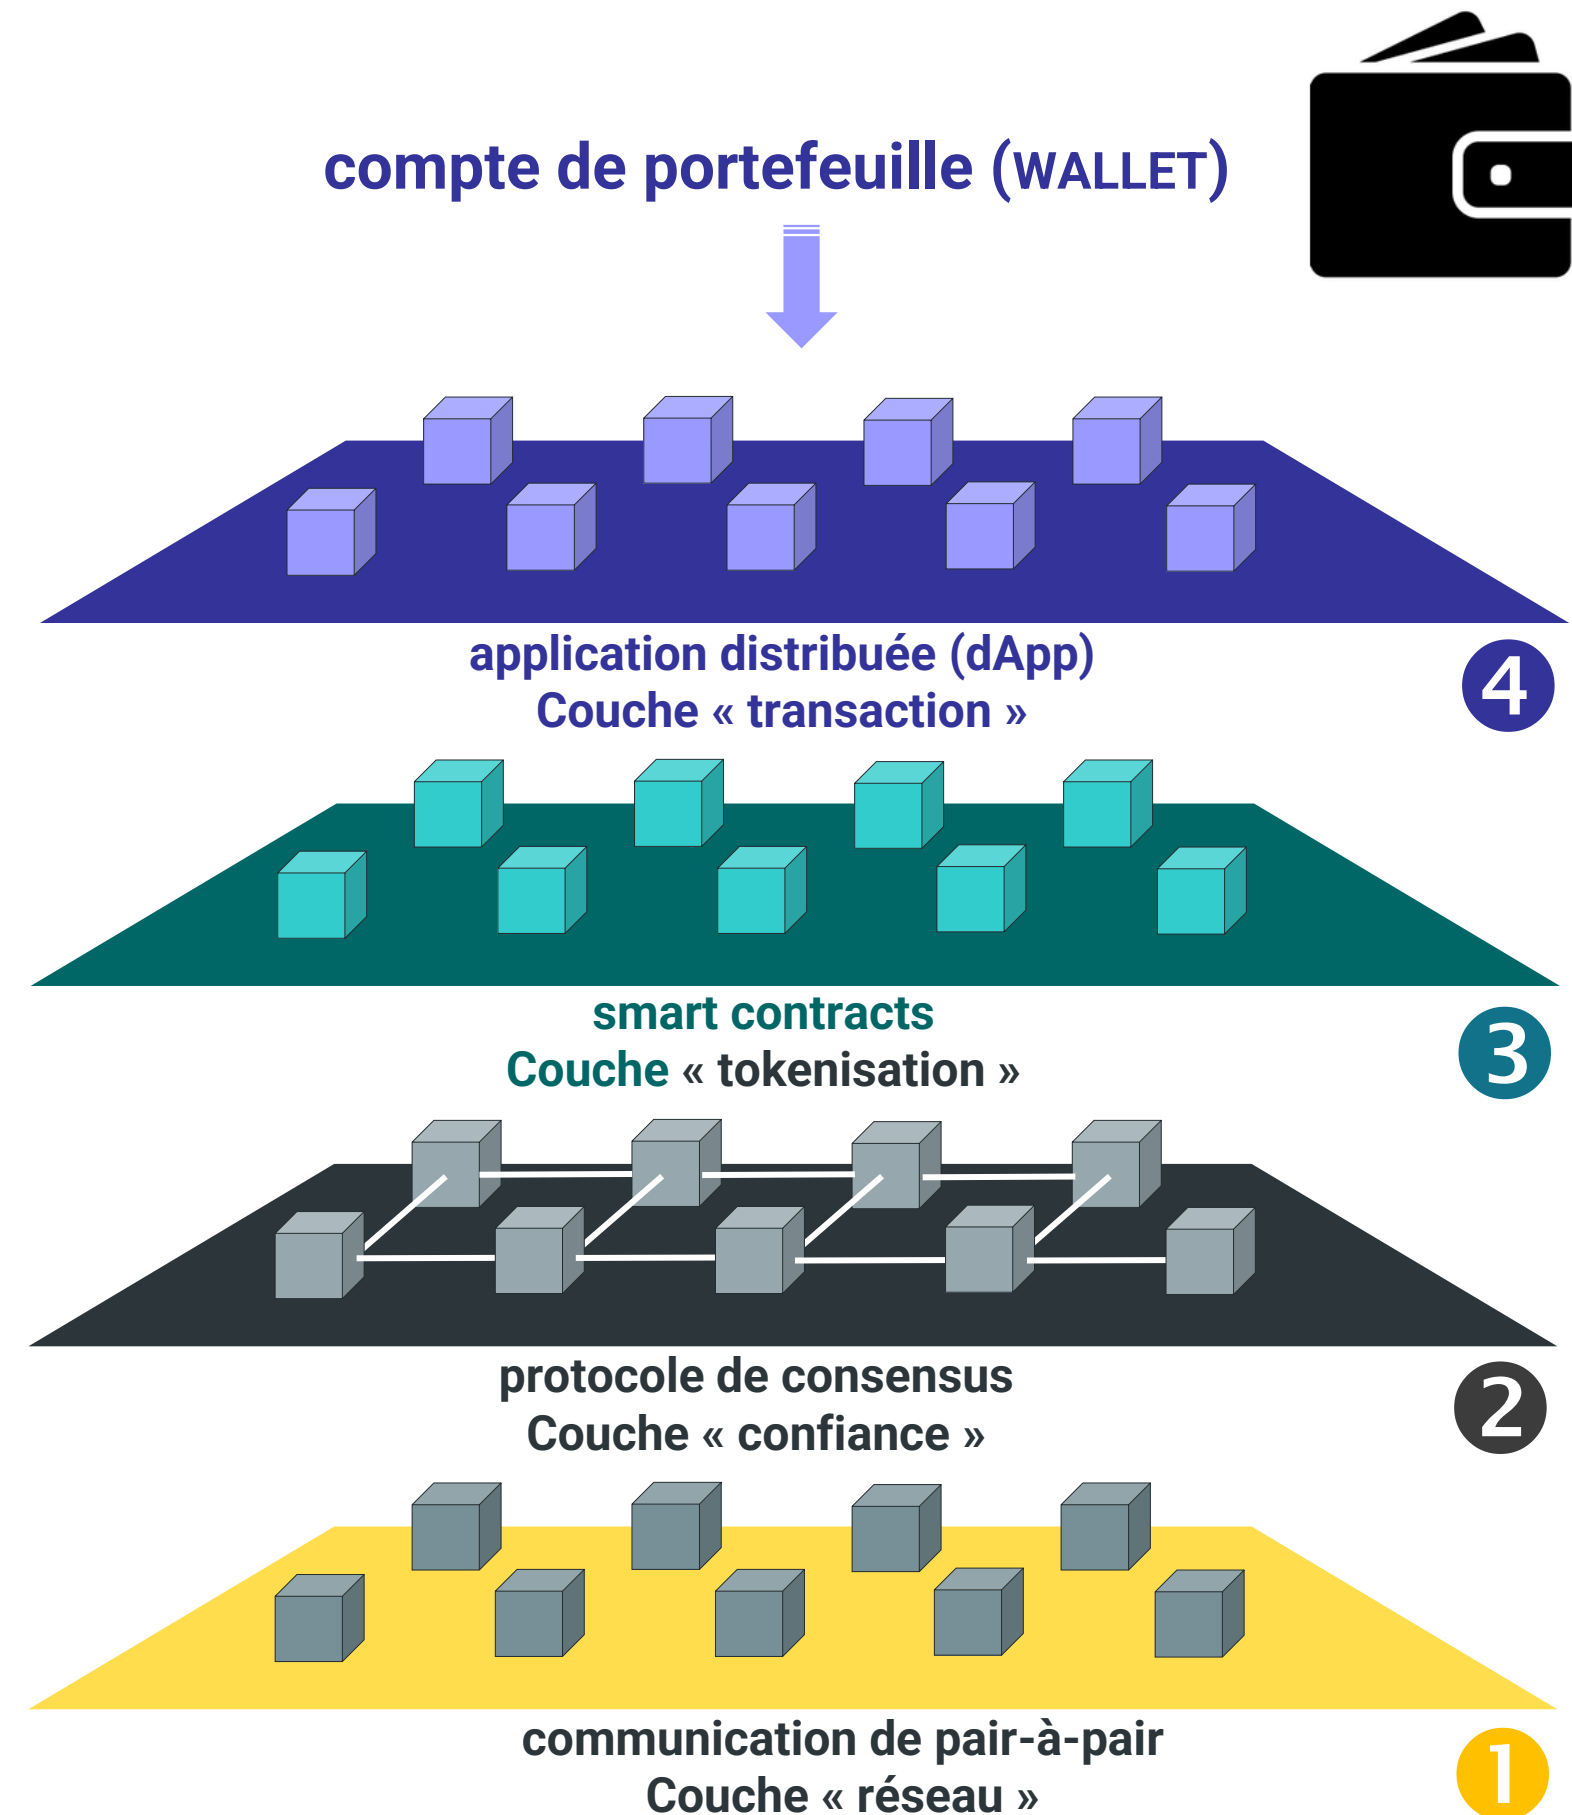 compte de portefeuille (WALLET)
application distribuée (dApp)
Couche « transaction »
4
smart contracts
Couche « tokenisation »
3
protocole de consensus
Couche « confiance »
2
communication de pair-à-pair
Couche « réseau »
1